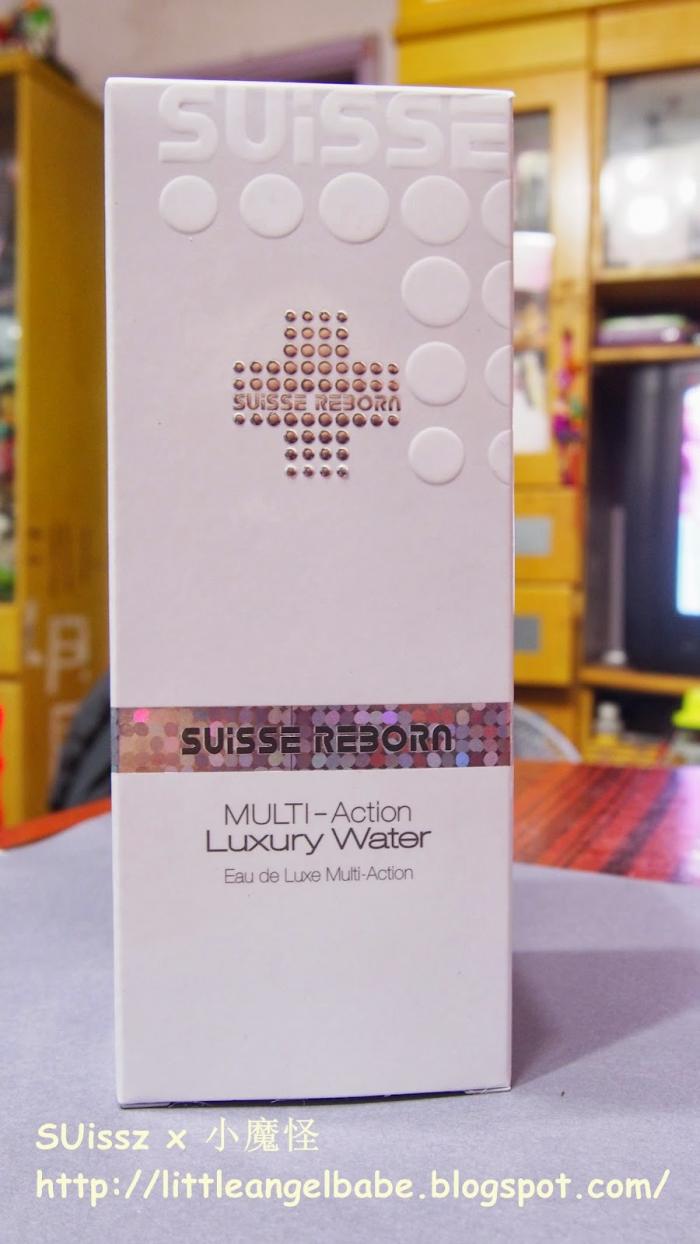 SUiSSE
SUiSSE REBORN
SUiSSE REBORN
MULTI-Action
Luxury Water
Eau de Luxe Multi-Action
SUissz x 小魔怪
http://littleangelbabe.blogspot.com/